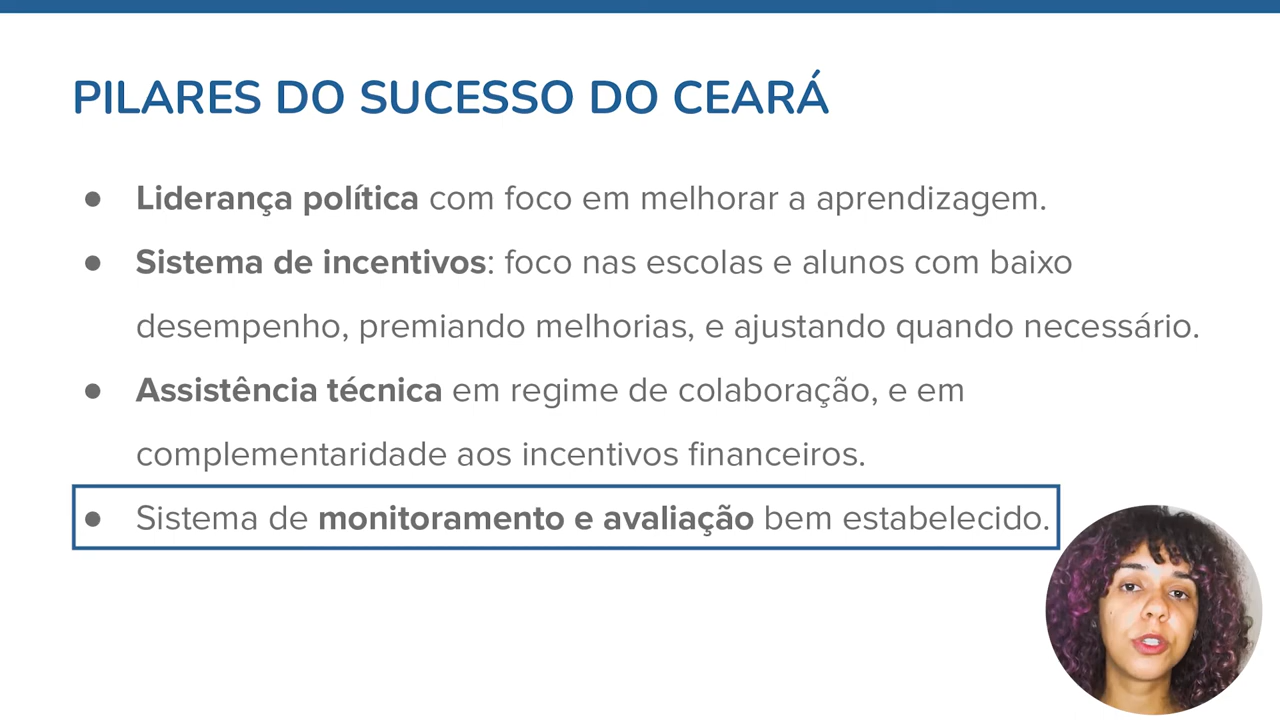 PILARES DO SUCESSO DO CEARÁ
● Liderança política com foco em melhorar a aprendizagem.
● Sistema de incentivos: foco nas escolas e alunos com baixo
desempenho, premiando melhorias, e ajustando quando necessário.
● Assistência técnica em regime de colaboração, e em
complementaridade aos incentivos financeiros.
● Sistema de monitoramento e avaliação bem estabelecido.